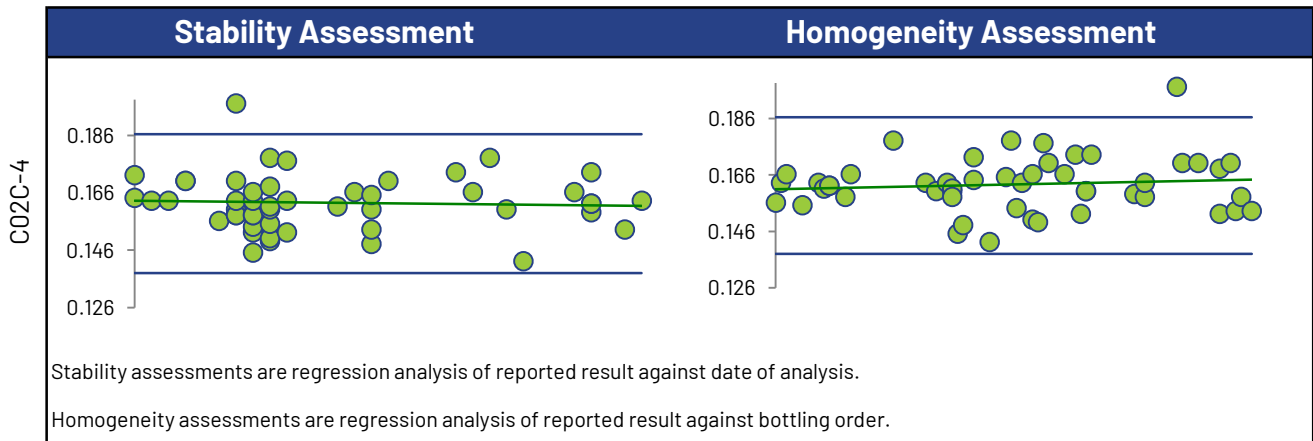 Stability Assessment
Homogeneity Assessment
C02C-4
0.186
0.166
0.146
0.126
0.186
0.166
0.146
0.126
Stability assessments are regression analysis of reported result against date of analysis.
Homogeneity assessments are regression analysis of reported result against bottling order.